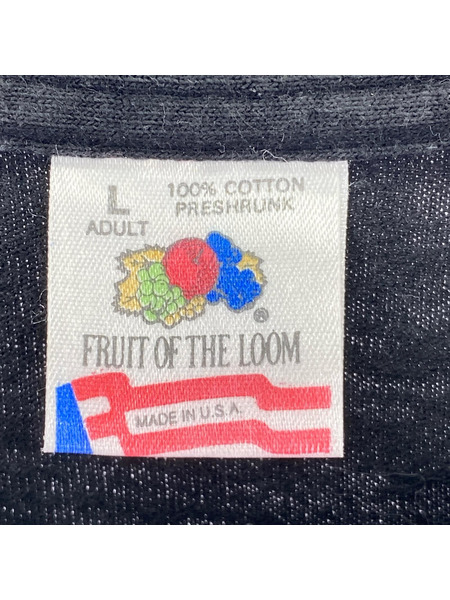 L
ADULT
100% COTTON
PRESHRUNK
®
FRUIT OF THE LOOM
MADE IN U.S.A.